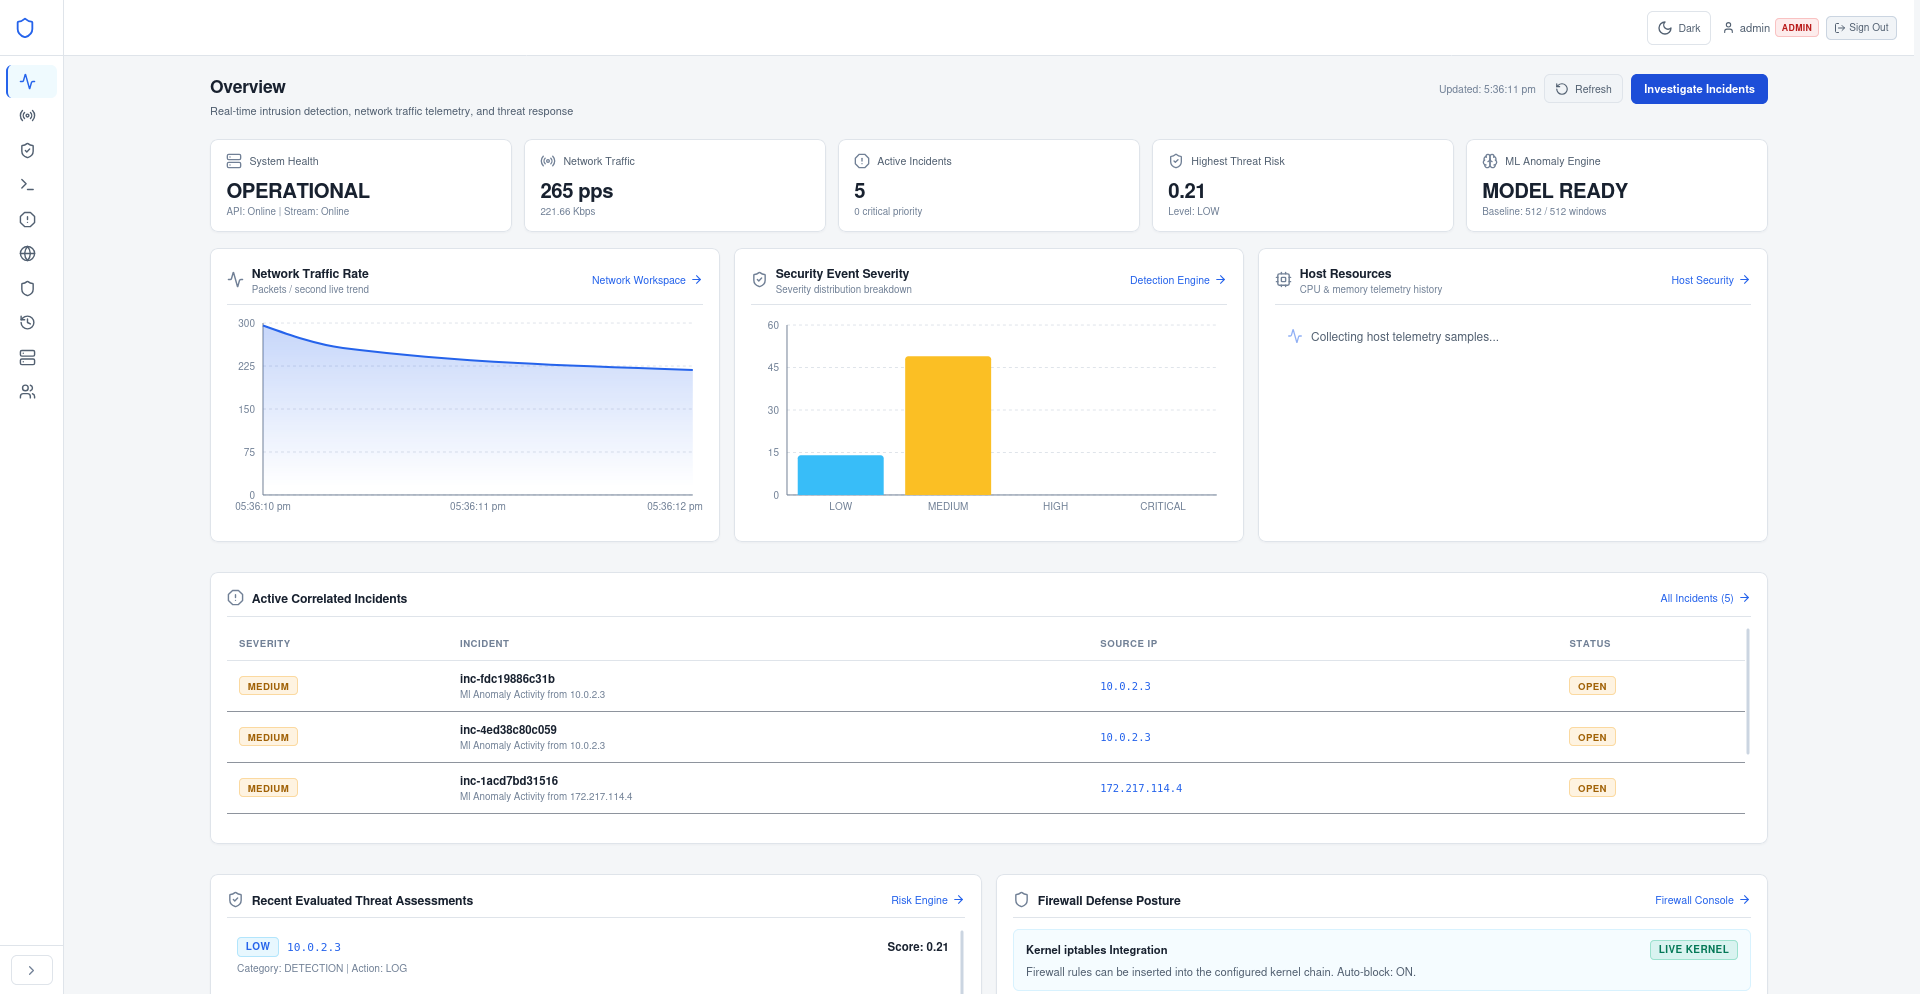 Dark
admin
ADMIN
Sign Out
Overview
Real-time intrusion detection, network traffic telemetry, and threat response
Updated: 5:36:11 pm
Refresh
Investigate Incidents
System Health
OPERATIONAL
API: Online | Stream: Online
Network Traffic
265 pps
221.66 Kbps
Active Incidents
5
0 critical priority
Highest Threat Risk
0.21
Level: LOW
ML Anomaly Engine
MODEL READY
Baseline: 512 / 512 windows
Network Traffic Rate
Packets / second live trend
Network Workspace
300
225
150
75
0
05:36:10 pm
05:36:11 pm
05:36:12 pm
Security Event Severity
Severity distribution breakdown
Detection Engine
60
45
30
15
0
LOW
MEDIUM
HIGH
CRITICAL
Host Resources
CPU & memory telemetry history
Host Security
Collecting host telemetry samples...
Active Correlated Incidents
All Incidents (5)
SEVERITY INCIDENT SOURCE IP STATUS
MEDIUM
inc-fdc19886c31b
Ml Anomaly Activity from 10.0.2.3
10.0.2.3
OPEN
MEDIUM
inc-4ed38c80c059
Ml Anomaly Activity from 10.0.2.3
10.0.2.3
OPEN
MEDIUM
inc-1acd7bd31516
Ml Anomaly Activity from 172.217.114.4
172.217.114.4
OPEN
Recent Evaluated Threat Assessments
Risk Engine
LOW 10.0.2.3
Score: 0.21
Category: DETECTION | Action: LOG
Firewall Defense Posture
Firewall Console
Kernel iptables Integration
LIVE KERNEL
Firewall rules can be inserted into the configured kernel chain. Auto-block: ON.